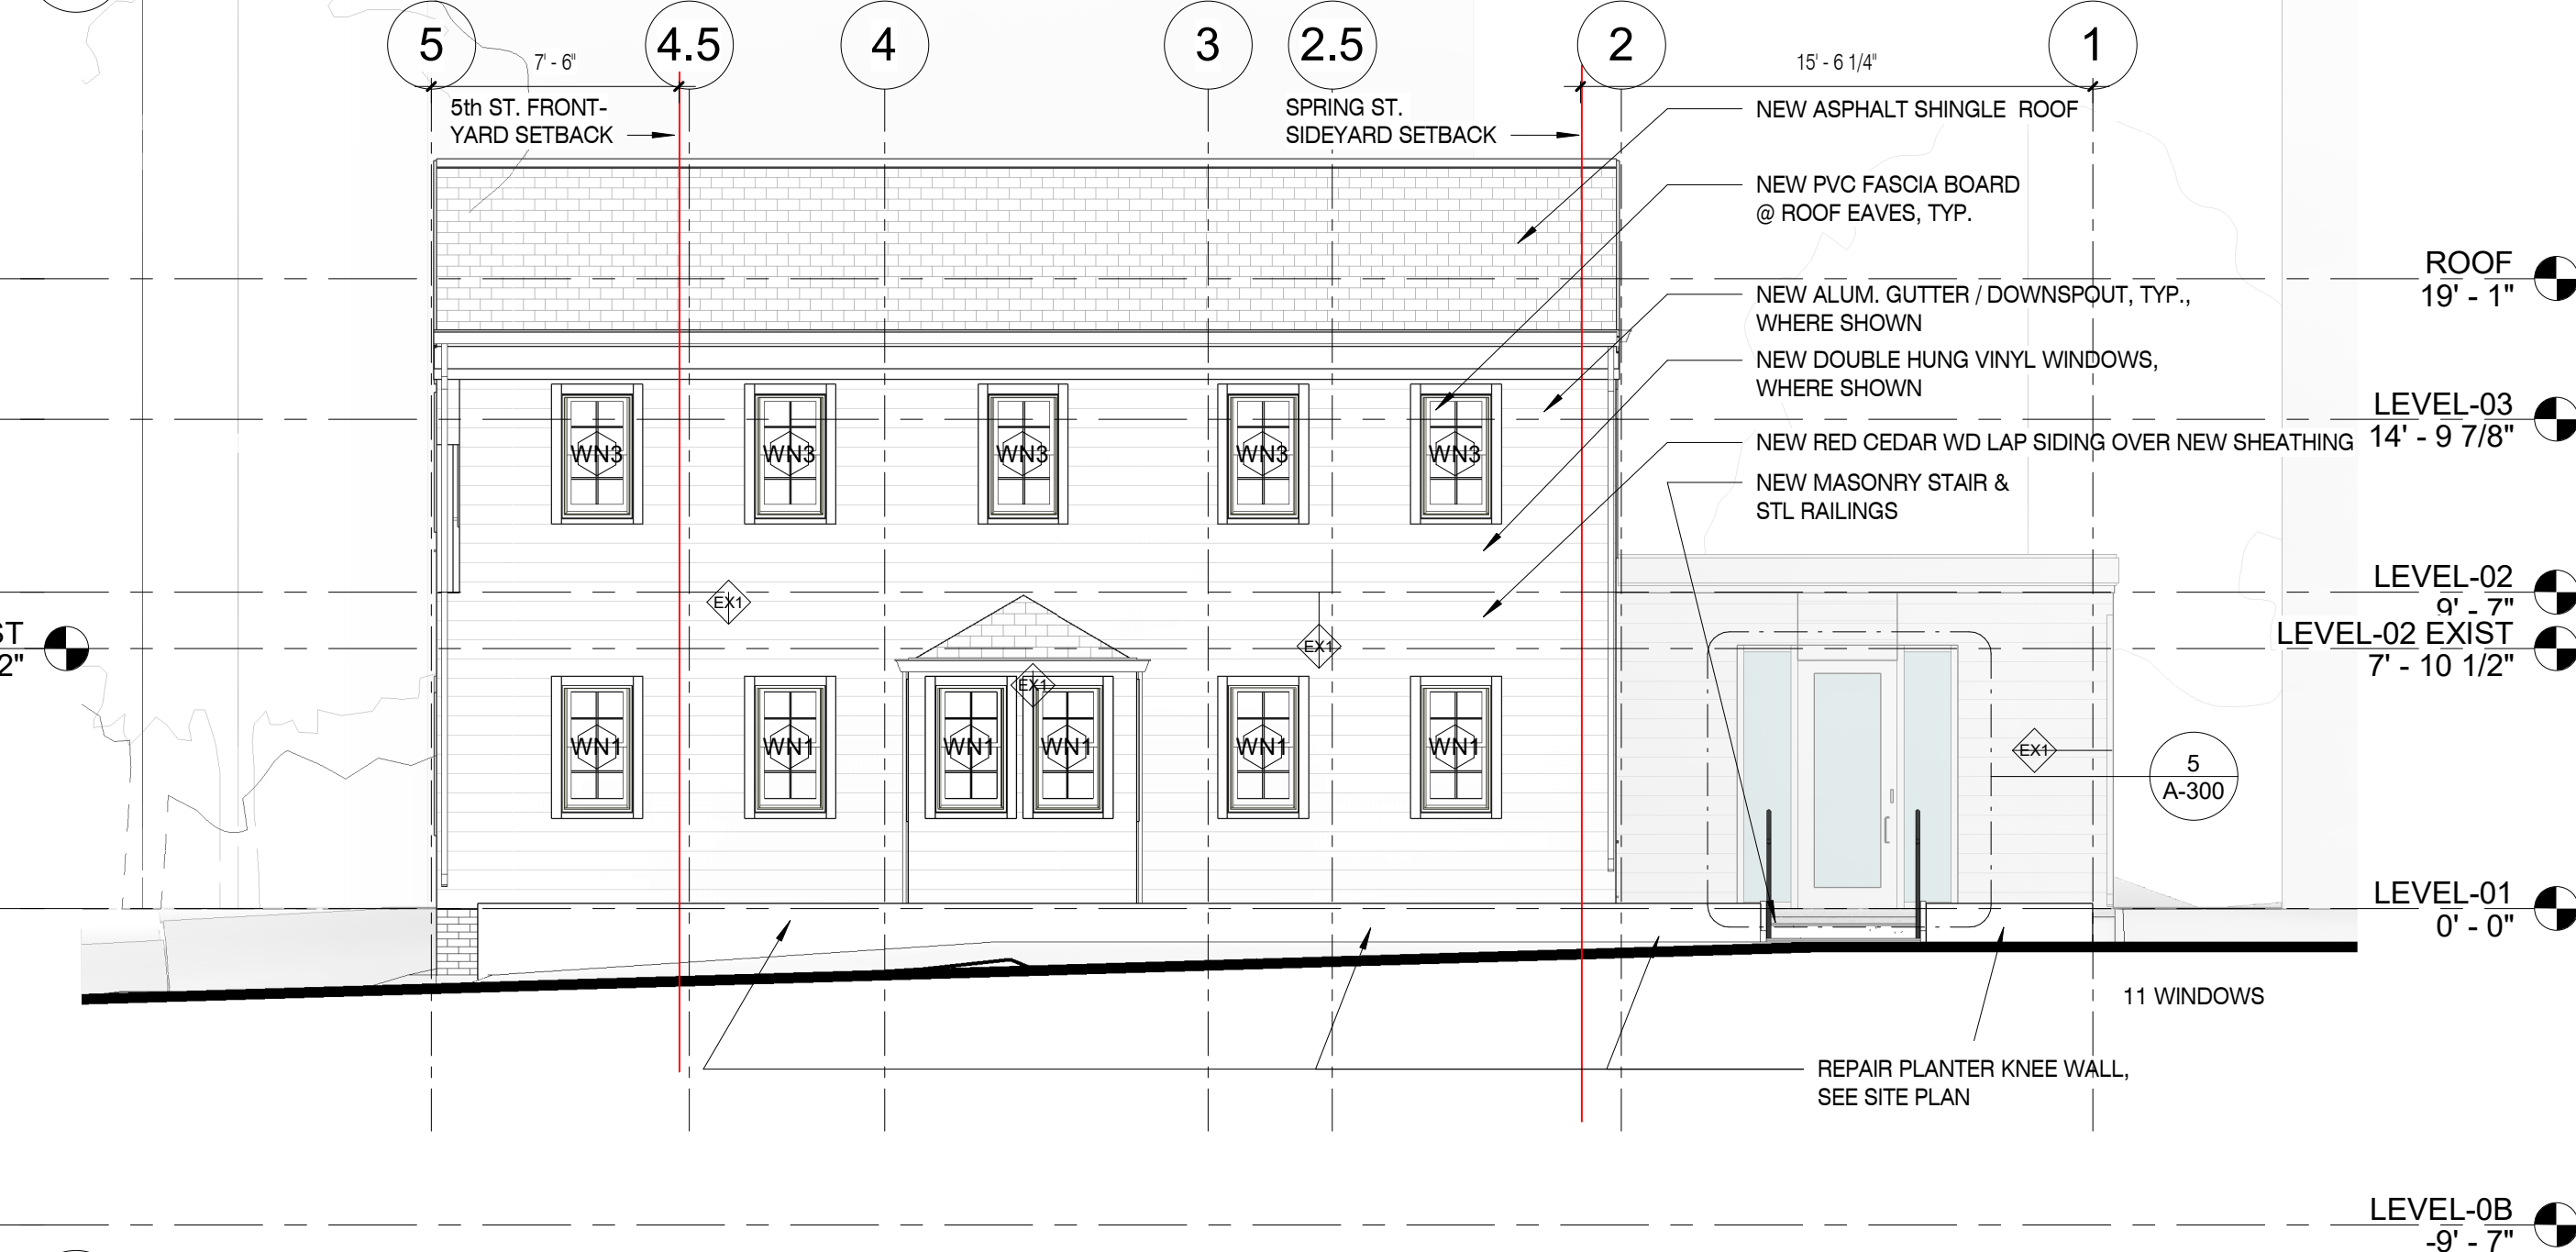 5
4.5
4
3
2.5
2
1
7' - 6"
15' - 6 1/4"
5th ST. FRONT-
YARD SETBACK
SPRING ST.
SIDEYARD SETBACK
NEW ASPHALT SHINGLE ROOF
NEW PVC FASCIA BOARD
@ ROOF EAVES, TYP.
NEW ALUM. GUTTER / DOWNSPOUT, TYP.,
WHERE SHOWN
NEW DOUBLE HUNG VINYL WINDOWS,
WHERE SHOWN
NEW RED CEDAR WD LAP SIDING OVER NEW SHEATHING
NEW MASONRY STAIR &
STL RAILINGS
ROOF
19' - 1"
LEVEL-03
14' - 9 7/8"
LEVEL-02
9' - 7"
LEVEL-02 EXIST
7' - 10 1/2"
LEVEL-01
0' - 0"
LEVEL-0B
-9' - 7"
ST
2"
WN3
WN3
WN3
WN3
WN3
EX1
EX1
EX1
WN1
WN1
WN1
WN1
WN1
WN1
EX1
5
A-300
11 WINDOWS
REPAIR PLANTER KNEE WALL,
SEE SITE PLAN